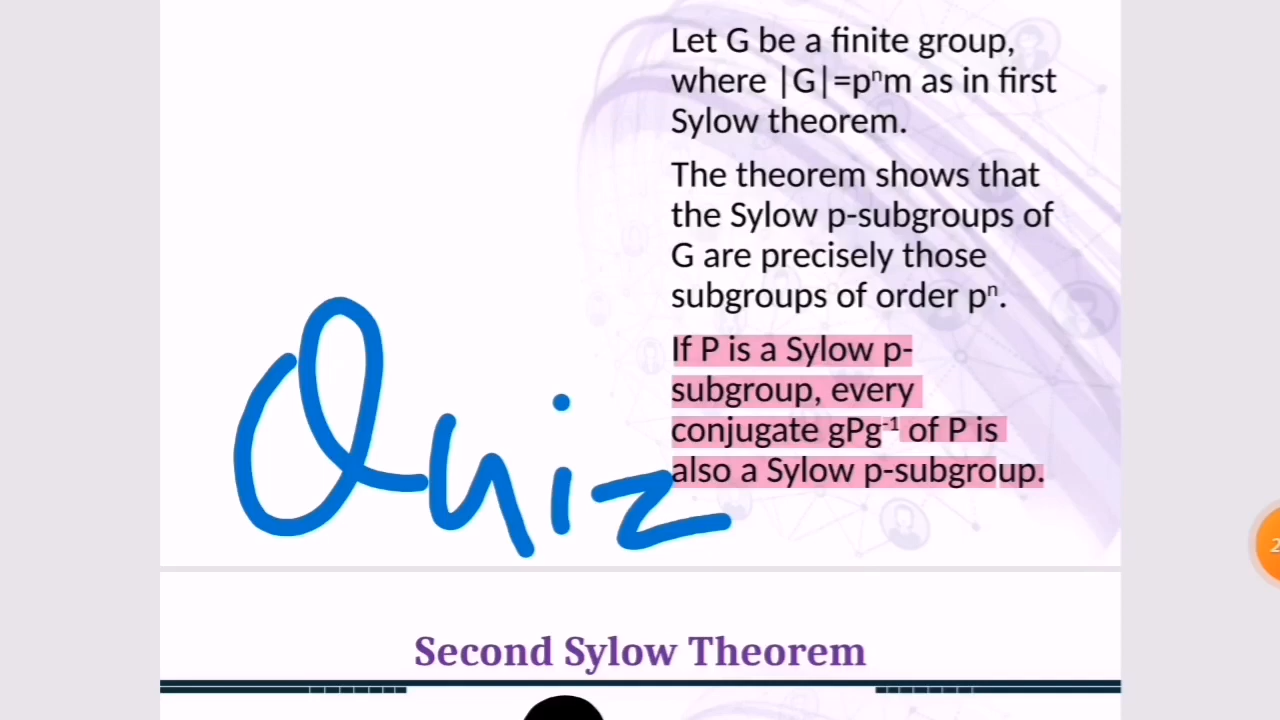 Let G be a finite group,
where |G|=pⁿm as in first
Sylow theorem.
The theorem shows that
the Sylow p-subgroups of
G are precisely those
subgroups of order pⁿ.
If P is a Sylow p-
subgroup, every
conjugate gPg⁻¹ of P is
also a Sylow p-subgroup.
Quiz
2
Second Sylow Theorem